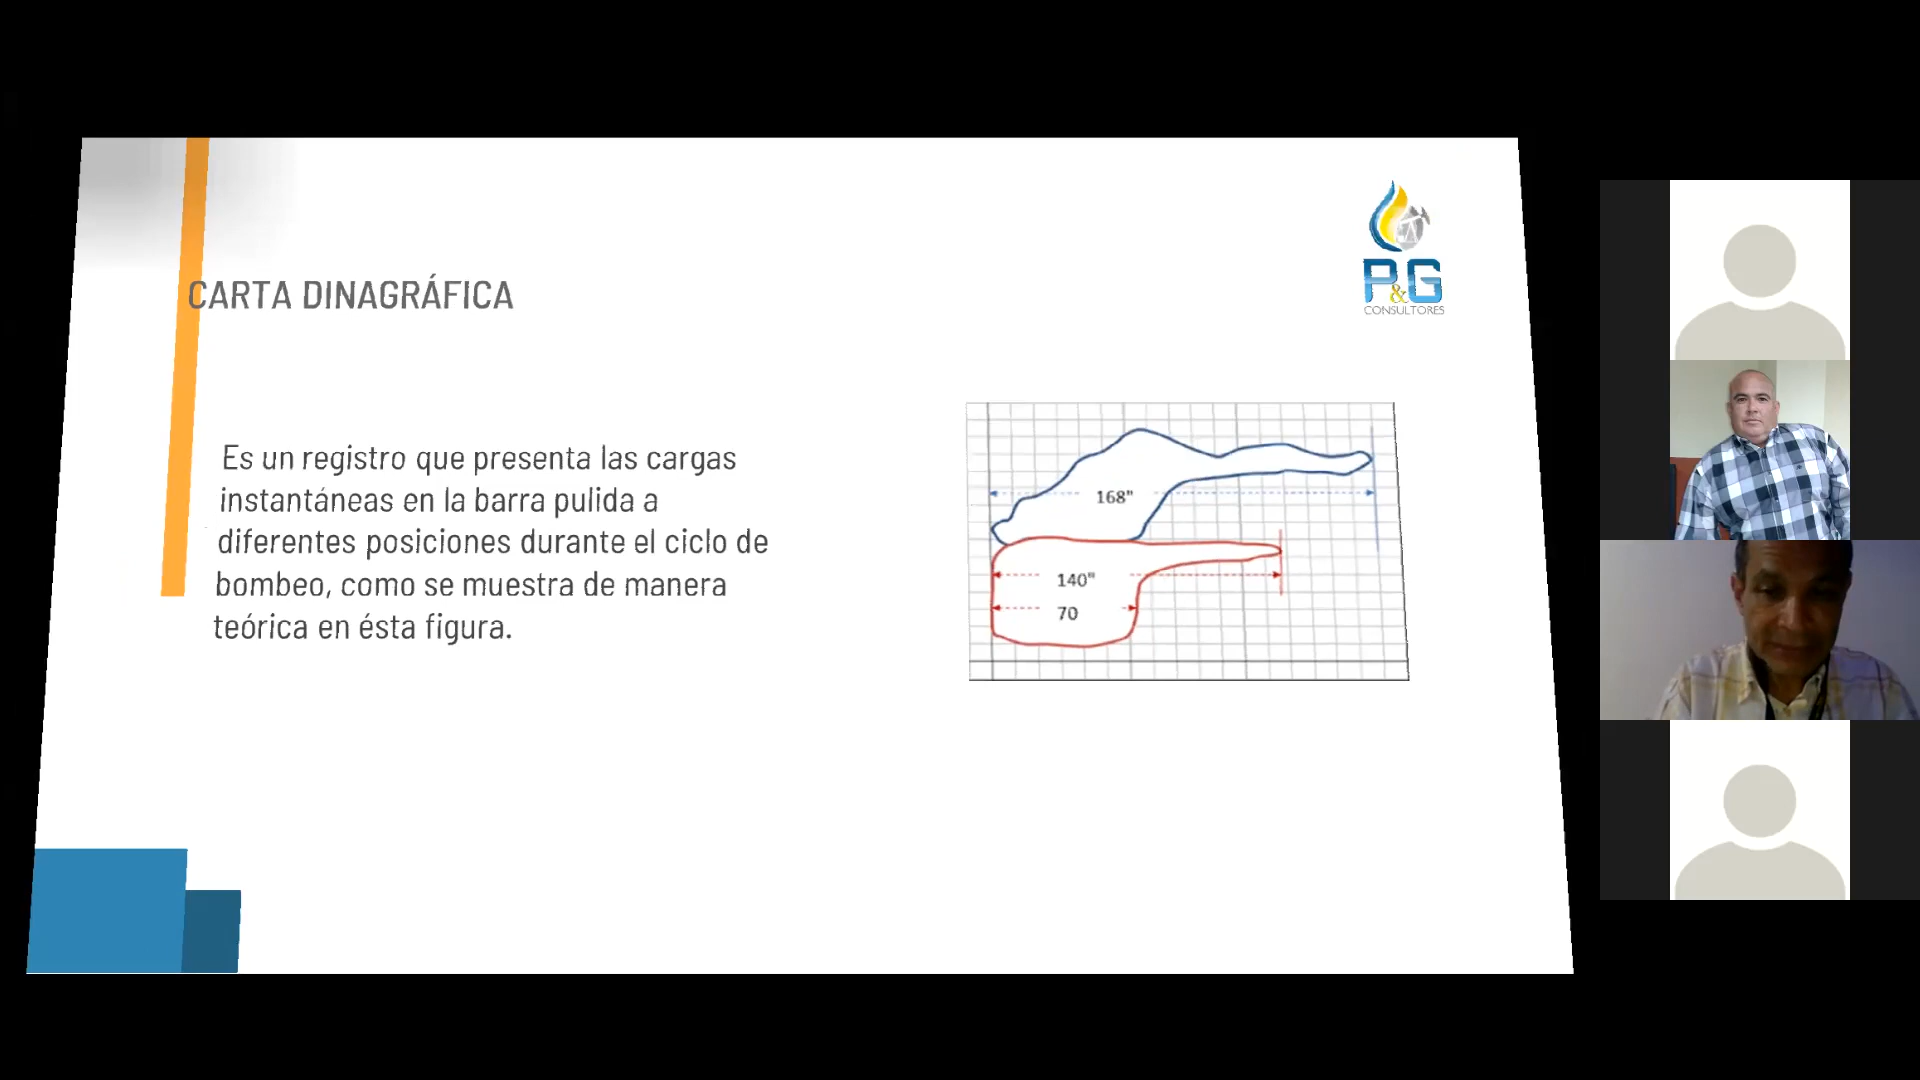 CARTA DINAGRÁFICA
P&G
CONSULTORES
Es un registro que presenta las cargas
instantáneas en la barra pulida a
diferentes posiciones durante el ciclo de
bombeo, como se muestra de manera
teórica en ésta figura.
168"
140"
70